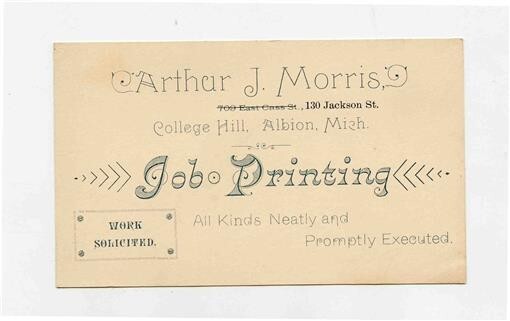 Arthur J. Morris,
709 East Cass St., 130 Jackson St.
College Hill, Albion, Mich.
Job Printing
WORK
SOLICITED.
All Kinds Neatly and
Promptly Executed.